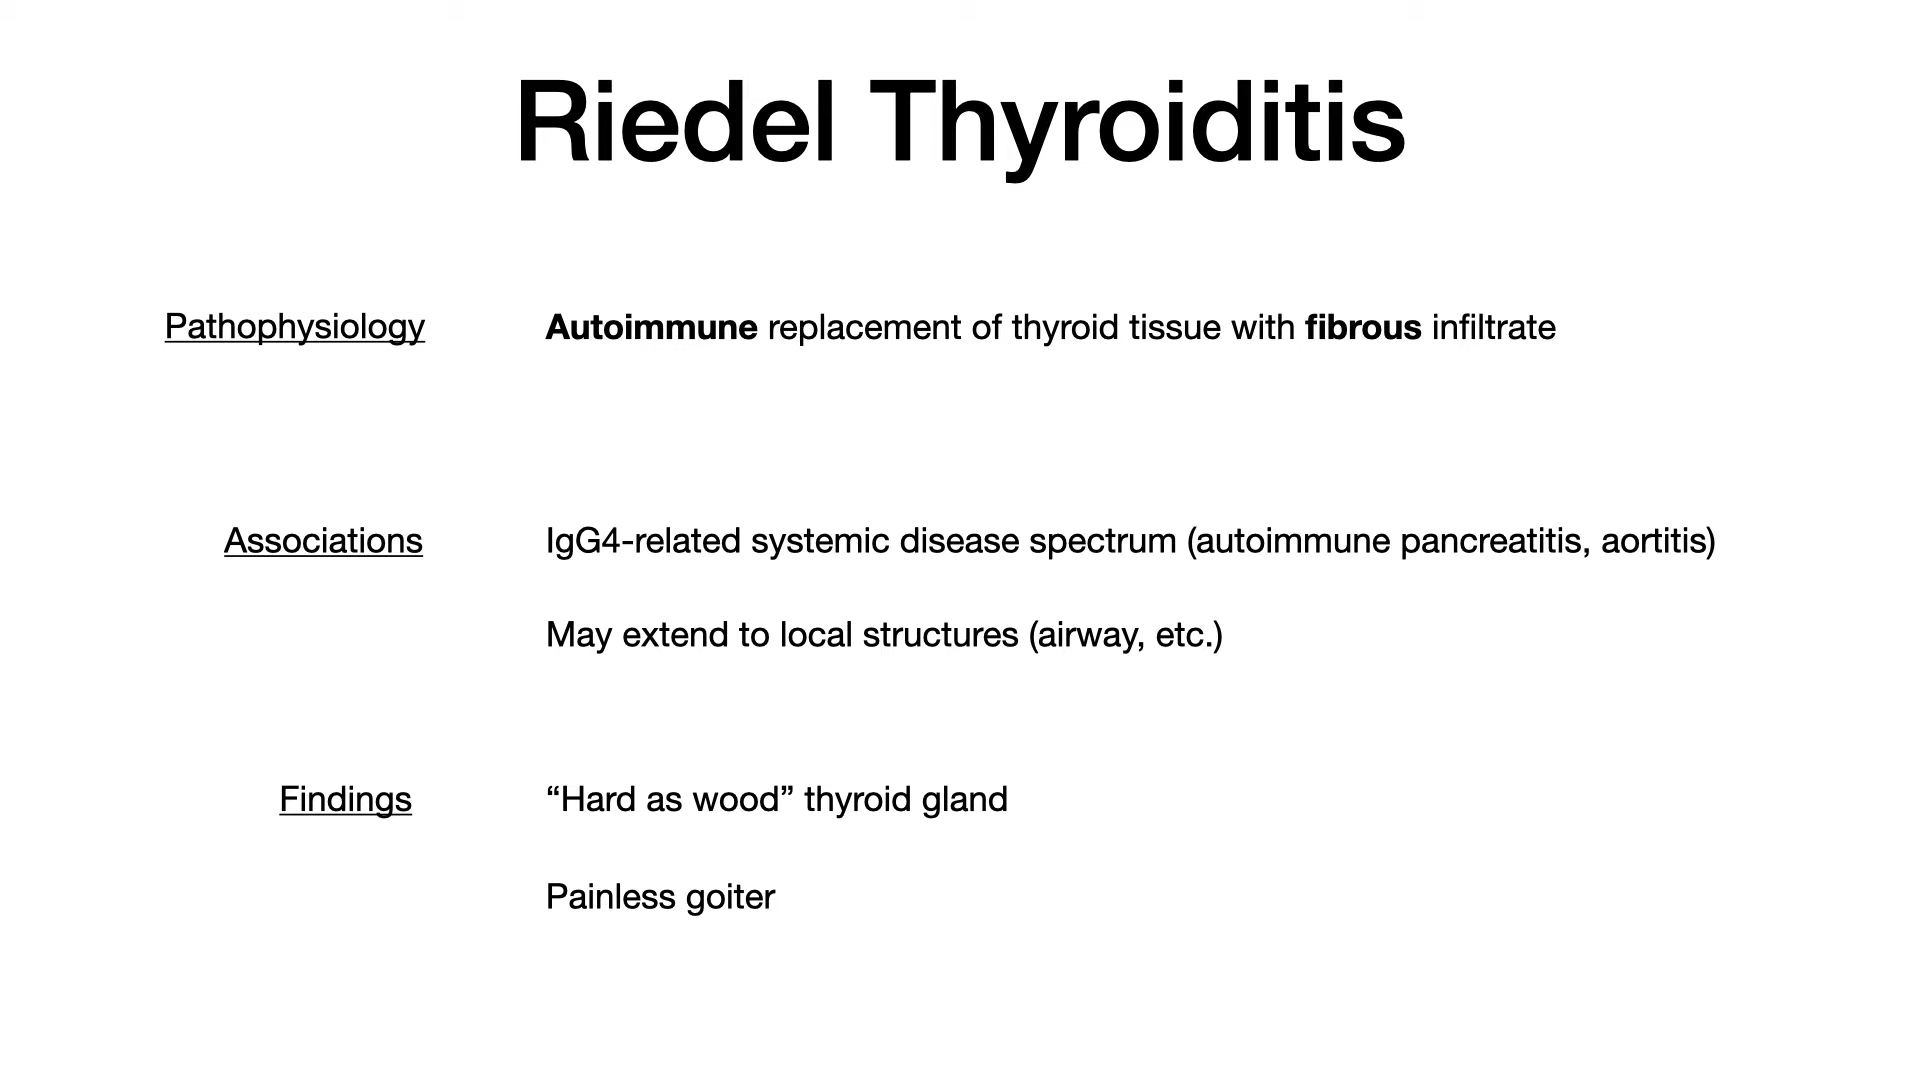 Riedel Thyroiditis
Pathophysiology
Autoimmune replacement of thyroid tissue with fibrous infiltrate
Associations
IgG4-related systemic disease spectrum (autoimmune pancreatitis, aortitis)
May extend to local structures (airway, etc.)
Findings
“Hard as wood” thyroid gland
Painless goiter